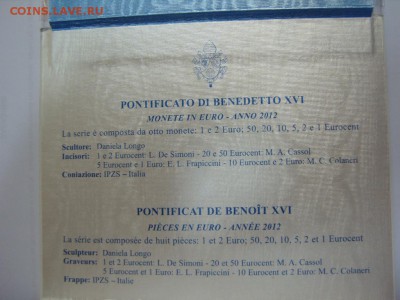 COINS.LAVE.RU
PONTIFICATO DI BENEDETTO XVI
MONETE IN EURO - ANNO 2012
La serie è composta da otto monete: 1 e 2 Euro; 50, 20, 10, 5, 2 e 1 Eurocent
Scultore: Daniela Longo
Incisori: 1 e 2 Eurocent: L. De Simoni - 20 e 50 Eurocent: M. A. Cassol
5 Eurocent e 1 Euro: E. L. Frapiccini - 10 Eurocent e 2 Euro: M. C. Colaneri
Coniazione: IPZS - Italia
PONTIFICAT DE BENOÎT XVI
PIÈCES EN EURO - ANNÉE 2012
La série est composée de huit pièces: 1 et 2 Euro; 50, 20, 10, 5, 2 et 1 Eurocent
Sculpteur: Daniela Longo
Graveurs: 1 et 2 Eurocent: L. De Simoni - 20 et 50 Eurocent: M. A. Cassol
5 Eurocent et 1 Euro: E. L. Frapiccini - 10 Eurocent et 2 Euro: M. C. Colaneri
Frappe: IPZS - Italie